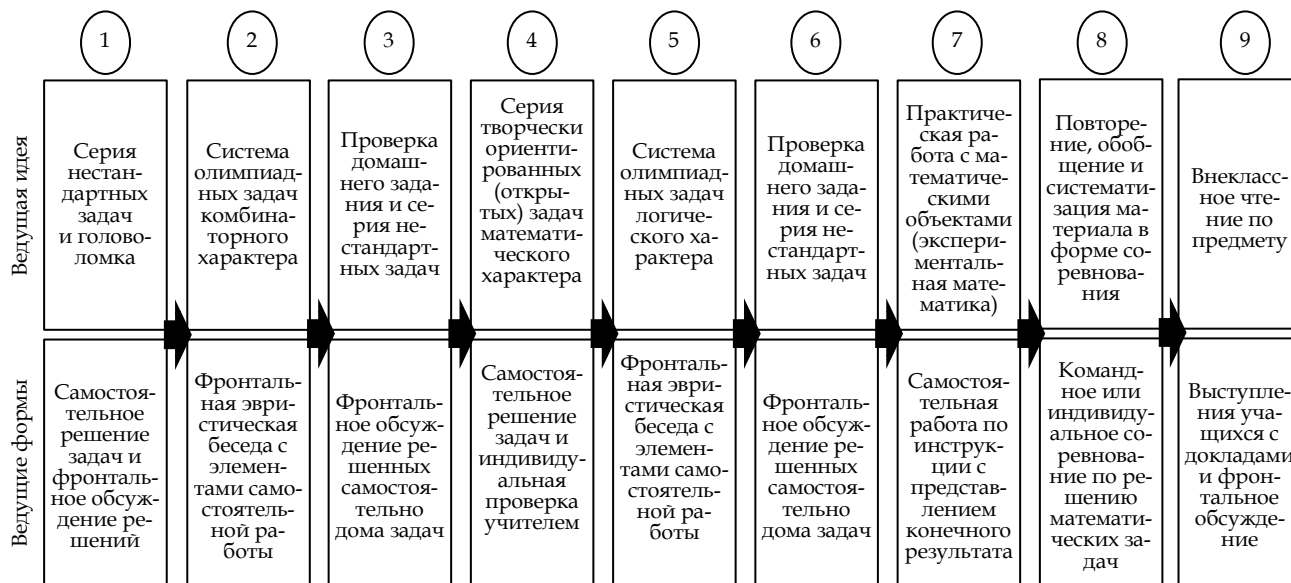 1
2
3
4
5
6
7
8
9
Ведущая идея
Серия
нестан-
дартных
задач
и голово-
ломка
Система
олимпиад-
ных задач
комбина-
торного
характера
Проверка
домаш-
него зада-
ния и се-
рия не-
стандарт-
ных задач
Серия
творчески
ориентиро-
ванных
(откры-
тых) задач
математи-
ческого
характера
Система
олимпиад-
ных задач
логиче-
ского ха-
рактера
Проверка
домаш-
него зада-
ния и се-
рия не-
стандарт-
ных задач
Практиче-
ская ра-
бота с ма-
тематиче-
скими
объектами
(экспери-
менталь-
ная мате-
матика)
Повторе-
ние, обоб-
щение и
системати-
зация ма-
териала в
форме со-
ревнова-
ния
Внекласс-
ное чте-
ние по
предмету
Ведущие формы
Самостоя-
тельное
решение
задач и
фронталь-
ное обсуж-
дение ре-
шений
Фронталь-
ная эври-
стическая
беседа с
элемен-
тами само-
стоятель-
ной ра-
боты
Фронталь-
ное обсуж-
дение ре-
шенных
самостоя-
тельно
дома задач
Самостоя-
тельное
решение
задач и
индивиду-
альная
проверка
учителем
Фронталь-
ная эври-
стическая
беседа с
элемен-
тами само-
стоятель-
ной ра-
боты
Фронталь-
ное обсуж-
дение ре-
шенных
самостоя-
тельно
дома задач
Самостоя-
тельная
работа по
инструк-
ции с
представ-
лением
конечного
результата
Команд-
ное или
индивиду-
альное со-
ревнова-
ние по ре-
шению
математи-
ческих за-
дач
Выступле-
ния уча-
щихся с
докладами
и фрон-
тальное
обсужде-
ние